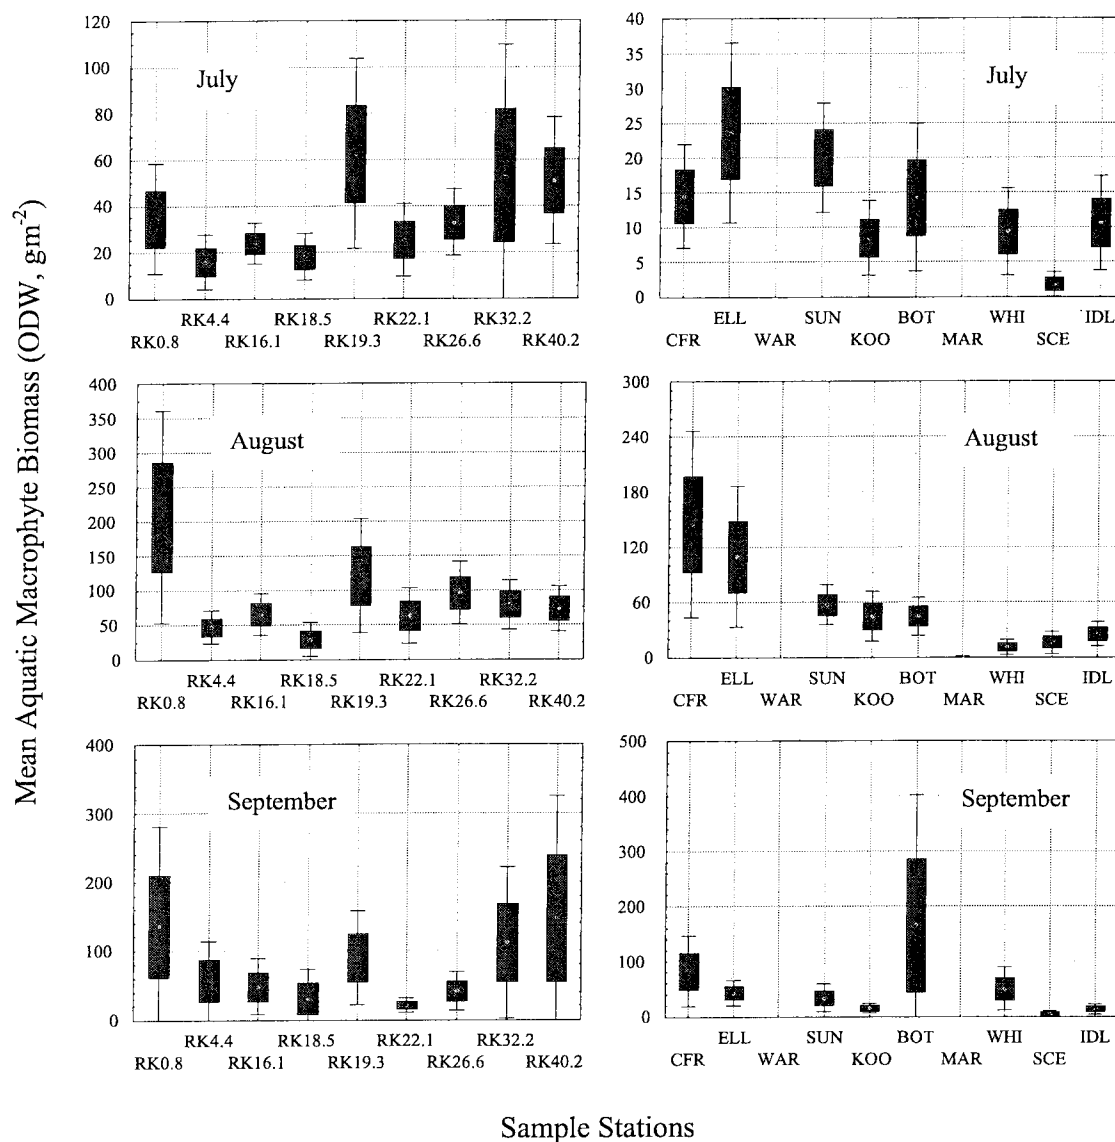 Mean Aquatic Macrophyte Biomass (ODW, gm-2)
120
100
80
60
40
20
0
July
RK4.4 RK18.5 RK22.1 RK32.2
RK0.8 RK16.1 RK19.3 RK26.6 RK40.2
40
35
30
25
20
15
10
5
0
July
ELL SUN BOT WHI IDL
CFR WAR KOO MAR SCE
400
350
300
250
200
150
100
50
0
August
RK4.4 RK18.5 RK22.1 RK32.2
RK0.8 RK16.1 RK19.3 RK26.6 RK40.2
300
240
180
120
60
0
August
ELL SUN BOT WHI IDL
CFR WAR KOO MAR SCE
400
300
200
100
0
September
RK4.4 RK18.5 RK22.1 RK32.2
RK0.8 RK16.1 RK19.3 RK26.6 RK40.2
500
400
300
200
100
0
September
ELL SUN BOT WHI IDL
CFR WAR KOO MAR SCE
Sample Stations